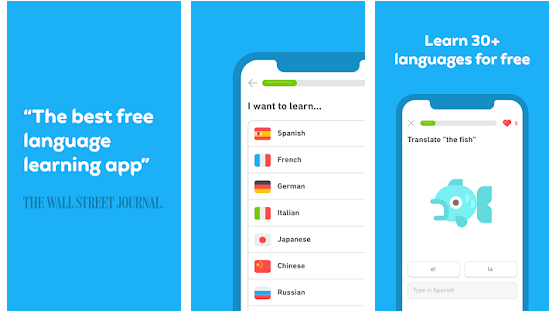 “The best free
language
learning app”
THE WALL STREET JOURNAL.
I want to learn...
Spanish
French
German
Italian
Japanese
Chinese
Russian
Learn 30+
languages for free
5
Translate "the fish"
el
la
Type in Spanish